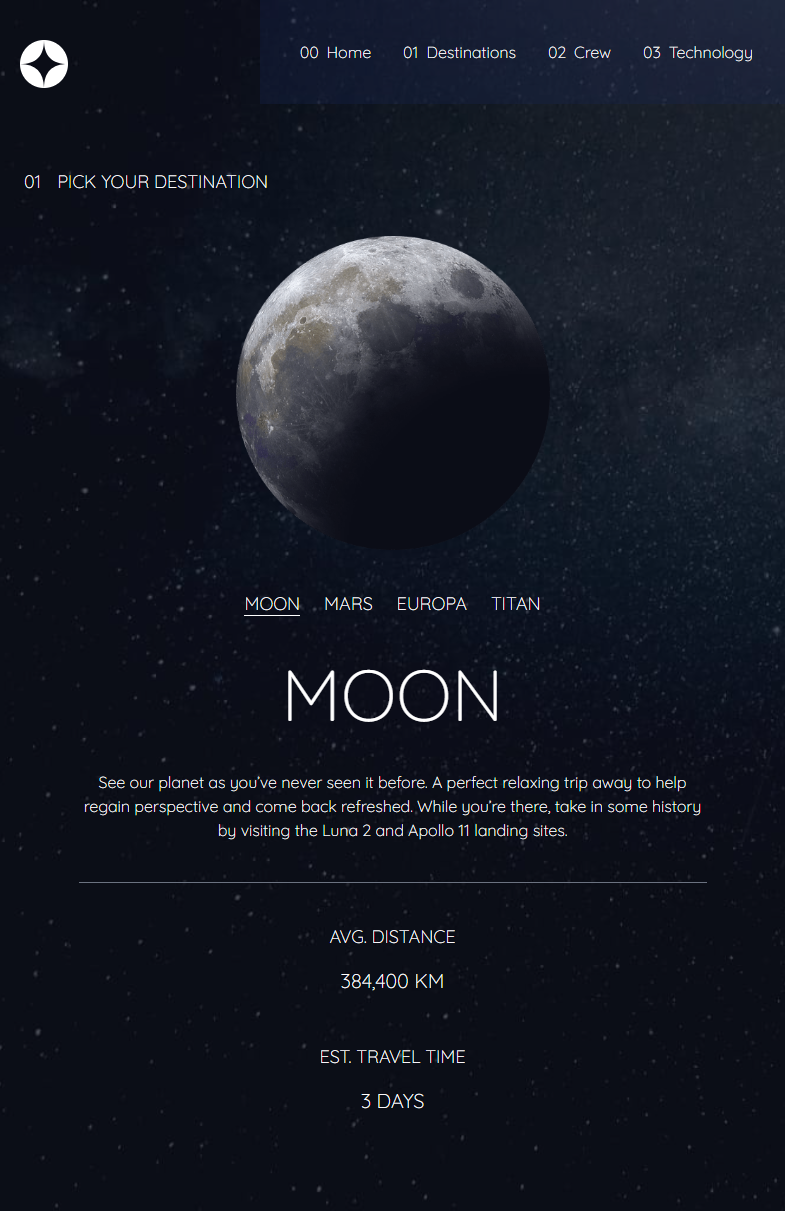 00 Home 01 Destinations 02 Crew 03 Technology
01 PICK YOUR DESTINATION
MOON MARS EUROPA TITAN
MOON
See our planet as you've never seen it before. A perfect relaxing trip away to help
regain perspective and come back refreshed. While you're there, take in some history
by visiting the Luna 2 and Apollo 11 landing sites.
AVG. DISTANCE
384,400 KM
EST. TRAVEL TIME
3 DAYS